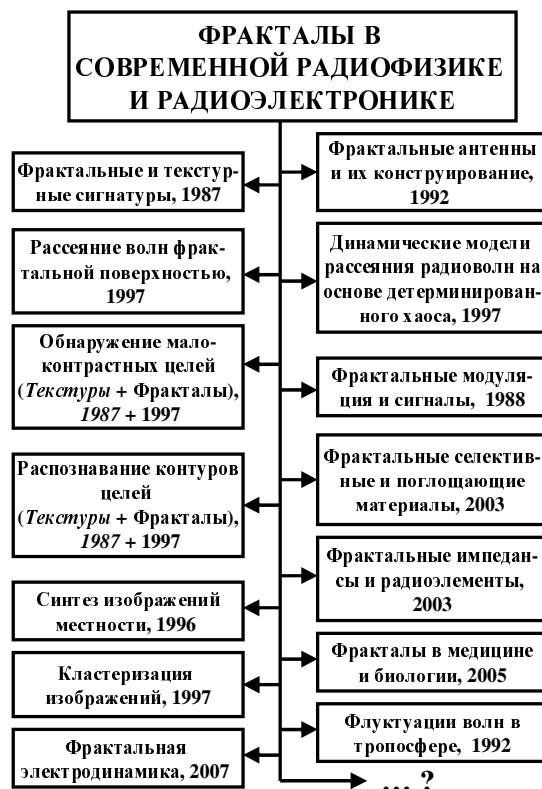 ФРАКТАЛЫ В
СОВРЕМЕННОЙ РАДИОФИЗИКЕ
И РАДИОЭЛЕКТРОНИКЕ
Фрактальные и текстур-
ные сигнатуры, 1987
Рассеяние волн фрак-
тальной поверхностью,
1997
Обнаружение мало-
контрастных целей
(Текстуры + Фракталы),
1987 + 1997
Распознавание контуров
целей
(Текстуры + Фракталы),
1987 + 1997
Синтез изображений
местности, 1996
Кластеризация
изображений, 1997
Фрактальная
электродинамика, 2007
Фрактальные антенны
и их конструирование,
1992
Динамические модели
рассеяния радиоволн на
основе детерминирован-
ного хаоса, 1997
Фрактальные модуля-
ция и сигналы, 1988
Фрактальные селектив-
ные и поглощающие
материалы, 2003
Фрактальные импедан-
сы и радиоэлементы,
2003
Фракталы в медицине
и биологии, 2005
Флуктуации волн в
тропосфере, 1992
... ?